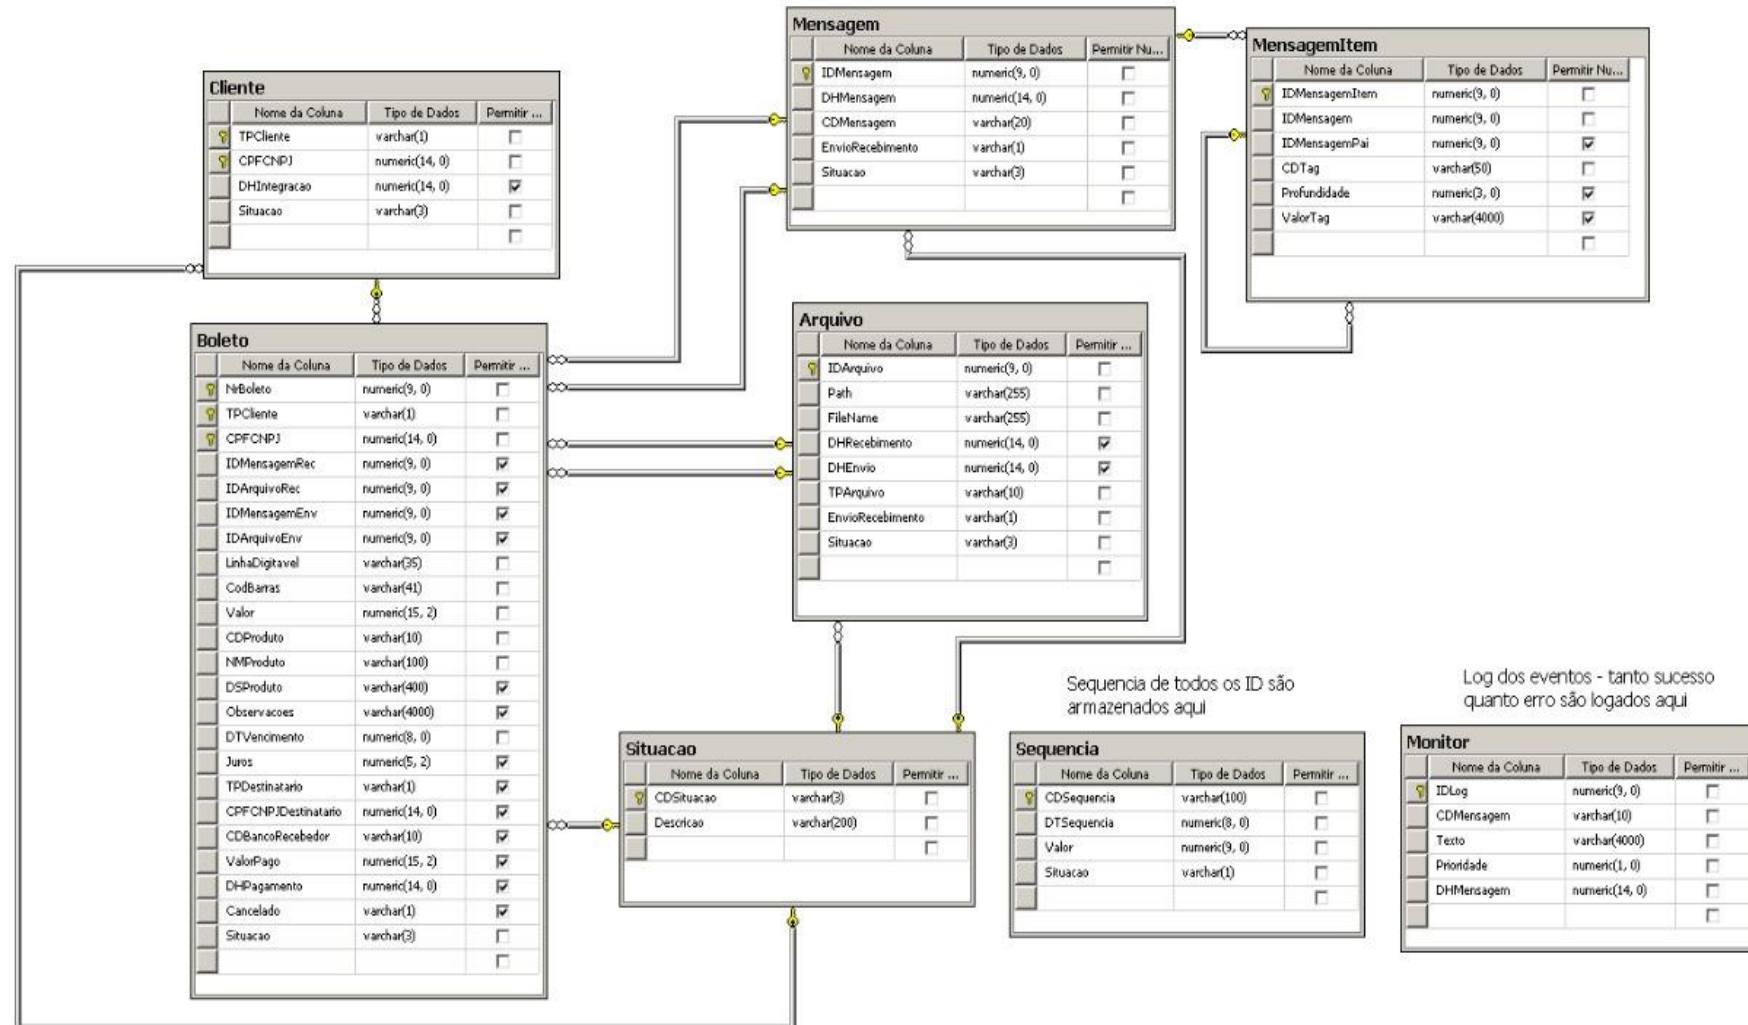 Cliente
Nome da Coluna Tipo de Dados Permitir ...
TPCliente varchar(1)
CPFCNPJ numeric(14, 0)
DHIntegracao numeric(14, 0)
Situacao varchar(3)
Mensagem
Nome da Coluna Tipo de Dados Permitir Nu...
IDMensagem numeric(9, 0)
DHMensagem numeric(14, 0)
CDMensagem varchar(20)
EnvioRecebimento varchar(1)
Situacao varchar(3)
MensagemItem
Nome da Coluna Tipo de Dados Permitir Nu...
IDMensagemItem numeric(9, 0)
IDMensagem numeric(9, 0)
IDMensagemPai numeric(9, 0)
CDTag varchar(50)
Profundidade numeric(3, 0)
ValorTag varchar(4000)
Boleto
Nome da Coluna Tipo de Dados Permitir ...
NrBoleto numeric(9, 0)
TPCliente varchar(1)
CPFCNPJ numeric(14, 0)
IDMensagemRec numeric(9, 0)
IDArquivoRec numeric(9, 0)
IDMensagemEnv numeric(9, 0)
IDArquivoEnv numeric(9, 0)
LinhaDigitavel varchar(35)
CodBarras varchar(41)
Valor numeric(15, 2)
CDProduto varchar(10)
NMProduto varchar(100)
DSProduto varchar(400)
Observacoes varchar(4000)
DTVencimento numeric(8, 0)
Juros numeric(5, 2)
TPDestinatario varchar(1)
CPFCNPJDestinatario numeric(14, 0)
CDBancoRecebedor varchar(10)
ValorPago numeric(15, 2)
DHPagamento numeric(14, 0)
Cancelado varchar(1)
Situacao varchar(3)
Arquivo
Nome da Coluna Tipo de Dados Permitir ...
IDArquivo numeric(9, 0)
Path varchar(255)
FileName varchar(255)
DHRecebimento numeric(14, 0)
DHEnvio numeric(14, 0)
TPArquivo varchar(10)
EnvioRecebimento varchar(1)
Situacao varchar(3)
Situacao
Nome da Coluna Tipo de Dados Permitir ...
CDSituacao varchar(3)
Descricao varchar(200)
Sequencia de todos os ID são
armazenados aqui
Sequencia
Nome da Coluna Tipo de Dados Permitir ...
CDSequencia varchar(100)
DTSequencia numeric(8, 0)
Valor numeric(9, 0)
Situacao varchar(1)
Log dos eventos - tanto sucesso
quanto erro são logados aqui
Monitor
Nome da Coluna Tipo de Dados Permitir ...
IDLog numeric(9, 0)
CDMensagem varchar(10)
Texto varchar(4000)
Prioridade numeric(1, 0)
DHMensagem numeric(14, 0)